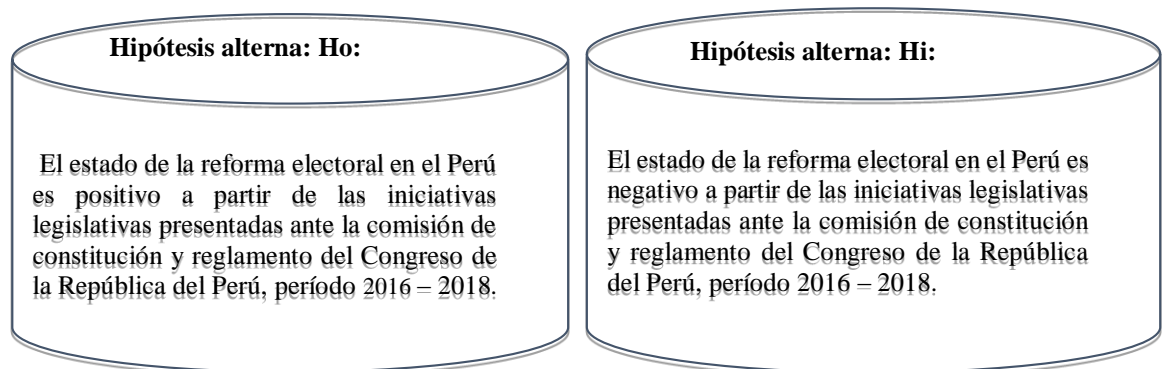 Hipótesis alterna: Ho:
El estado de la reforma electoral en el Perú
es positivo a partir de las iniciativas
legislativas presentadas ante la comisión de
constitución y reglamento del Congreso de
la República del Perú, período 2016 – 2018.
Hipótesis alterna: Hi:
El estado de la reforma electoral en el Perú es
negativo a partir de las iniciativas legislativas
presentadas ante la comisión de constitución
y reglamento del Congreso de la República
del Perú, período 2016 – 2018.